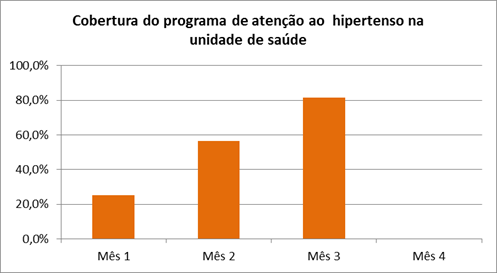 Cobertura do programa de atenção ao  hipertenso na
unidade de saúde
100,0%
80,0%
60,0%
40,0%
20,0%
0,0%
Mês 1
Mês 2
Mês 3
Mês 4